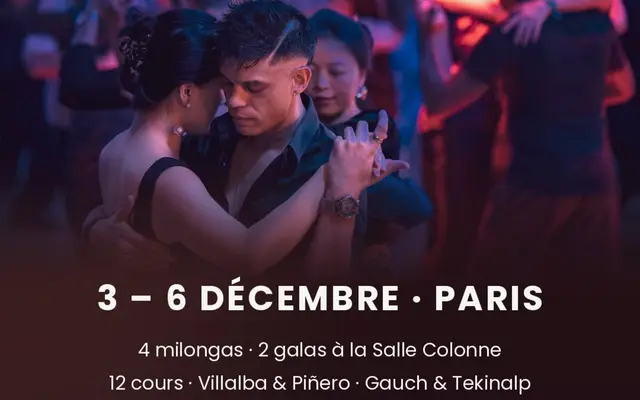 3 – 6 DÉCEMBRE · PARIS
4 milongas · 2 galas à la Salle Colonne
12 cours · Villalba & Piñero · Gauch & Tekinalp